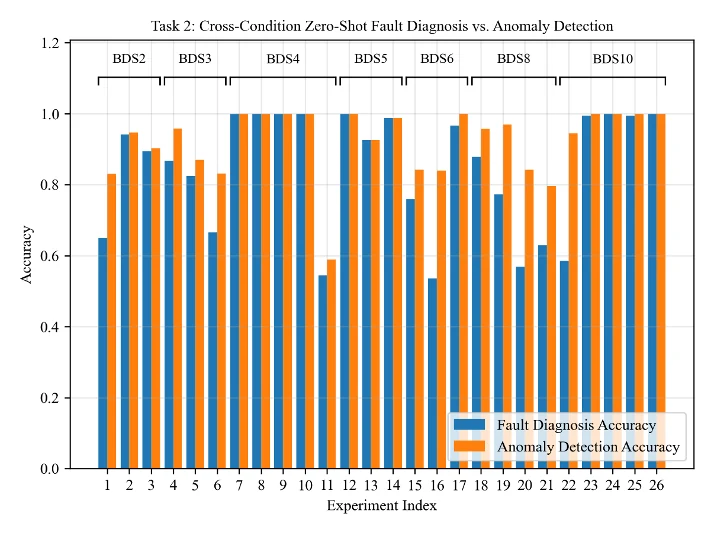 Task 2: Cross-Condition Zero-Shot Fault Diagnosis vs. Anomaly Detection
1.2
BDS2 BDS3 BDS4 BDS5 BDS6 BDS8 BDS10
1.0
0.8
0.6
0.4
0.2
0.0
Accuracy
Fault Diagnosis Accuracy
Anomaly Detection Accuracy
1 2 3 4 5 6 7 8 9 10 11 12 13 14 15 16 17 18 19 20 21 22 23 24 25 26
Experiment Index